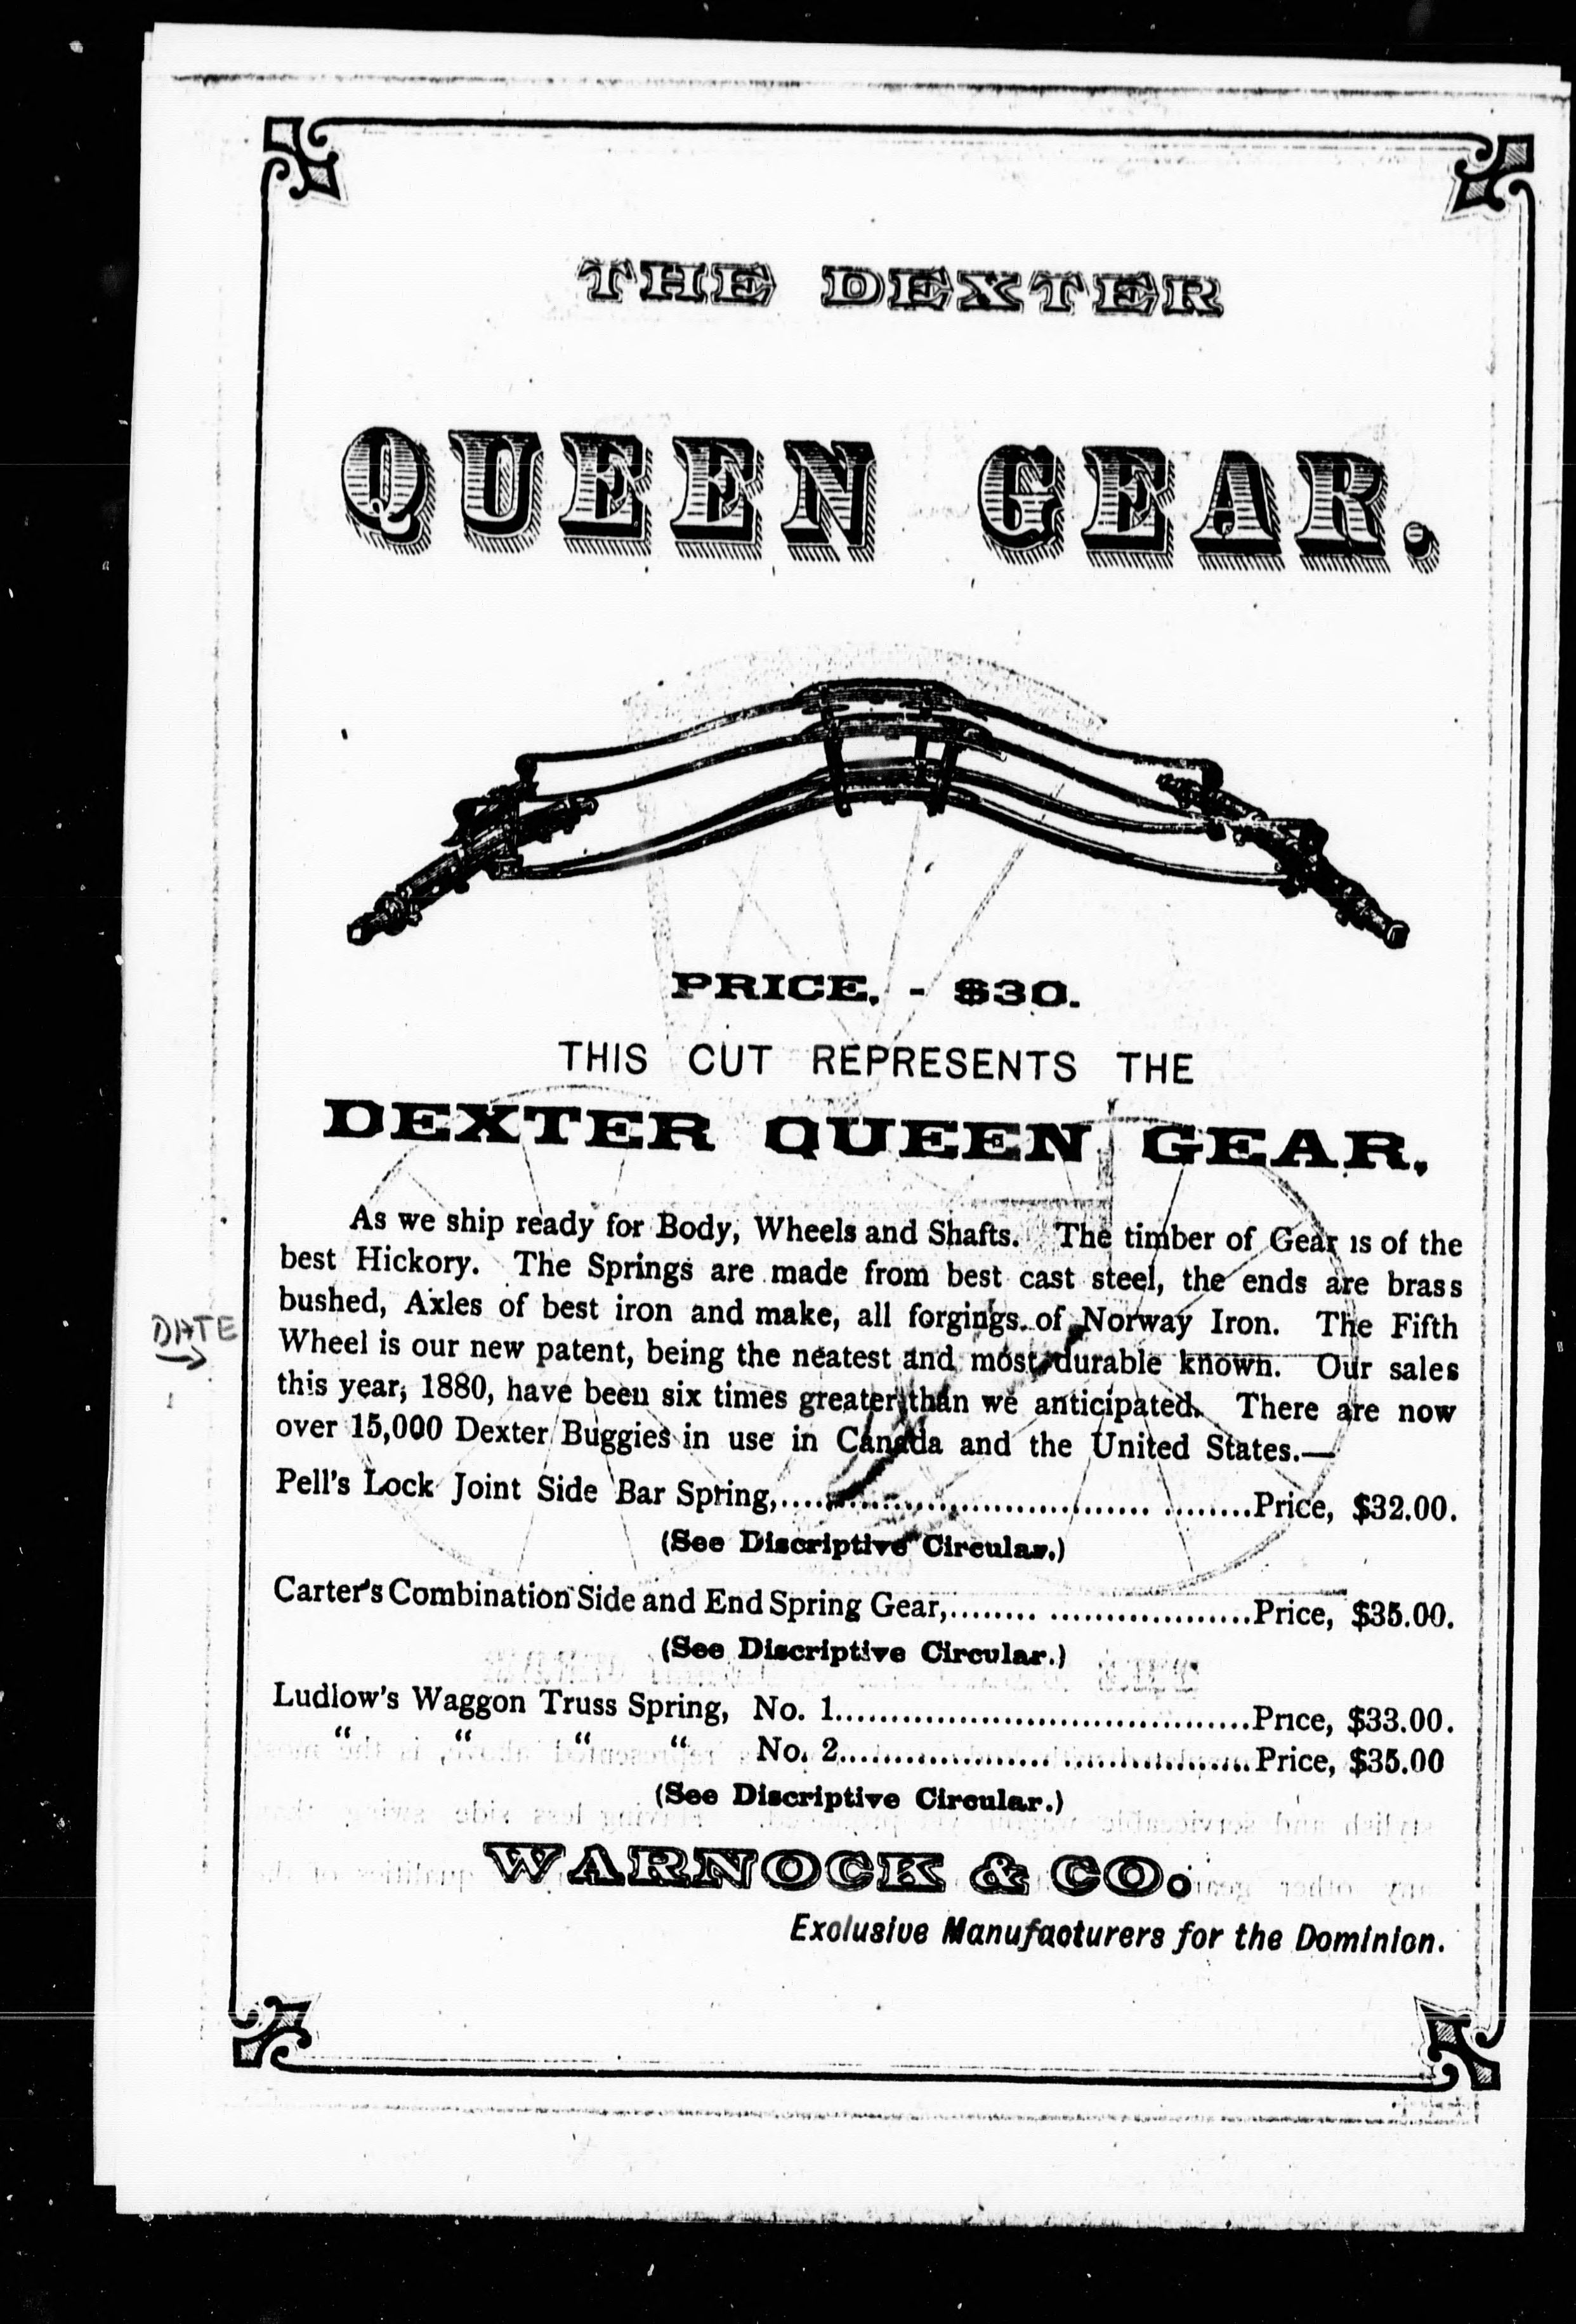 THE DEXTER
QUEEN GEAR.
PRICE, - $30.
THIS CUT REPRESENTS THE
DEXTER QUEEN GEAR,
As we ship ready for Body, Wheels and Shafts. The timber of Gear is of the
best Hickory. The Springs are made from best cast steel, the ends are brass
bushed, Axles of best iron and make, all forgings of Norway Iron. The Fifth
DATE
Wheel is our new patent, being the neatest and most durable known. Our sales
this year, 1880, have been six times greater than we anticipated. There are now
over 15,000 Dexter Buggies in use in Canada and the United States.—
Pell's Lock Joint Side Bar Spring,.......................................Price, $32.00.
(See Discriptive Circular.)
Carter's Combination Side and End Spring Gear,........ ...................Price, $35.00.
(See Discriptive Circular.)
Ludlow's Waggon Truss Spring, No. 1......................................Price, $33.00.
“ “ “ “ No. 2................... .................Price, $35.00
(See Discriptive Circular.)
WARNOCK & CO.
Exclusive Manufacturers for the Dominion.